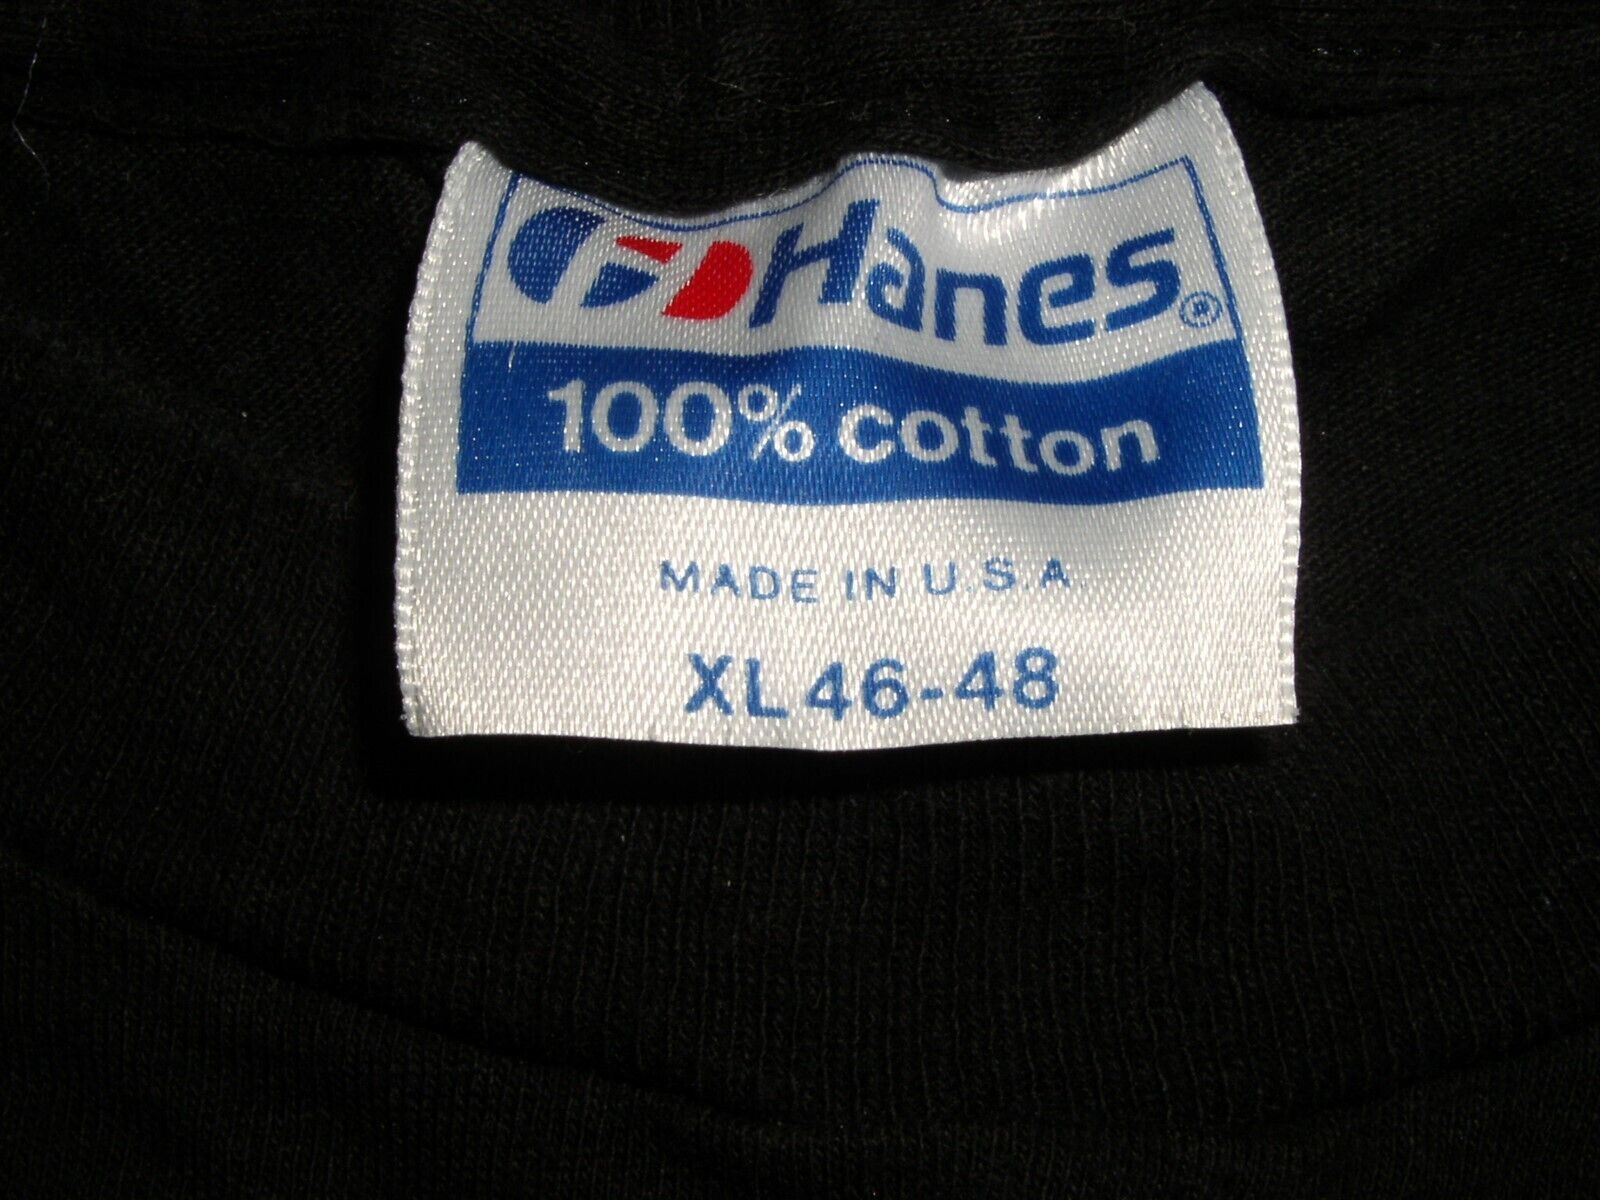 Hanes®
100% cotton
MADE IN U.S.A.
XL 46-48